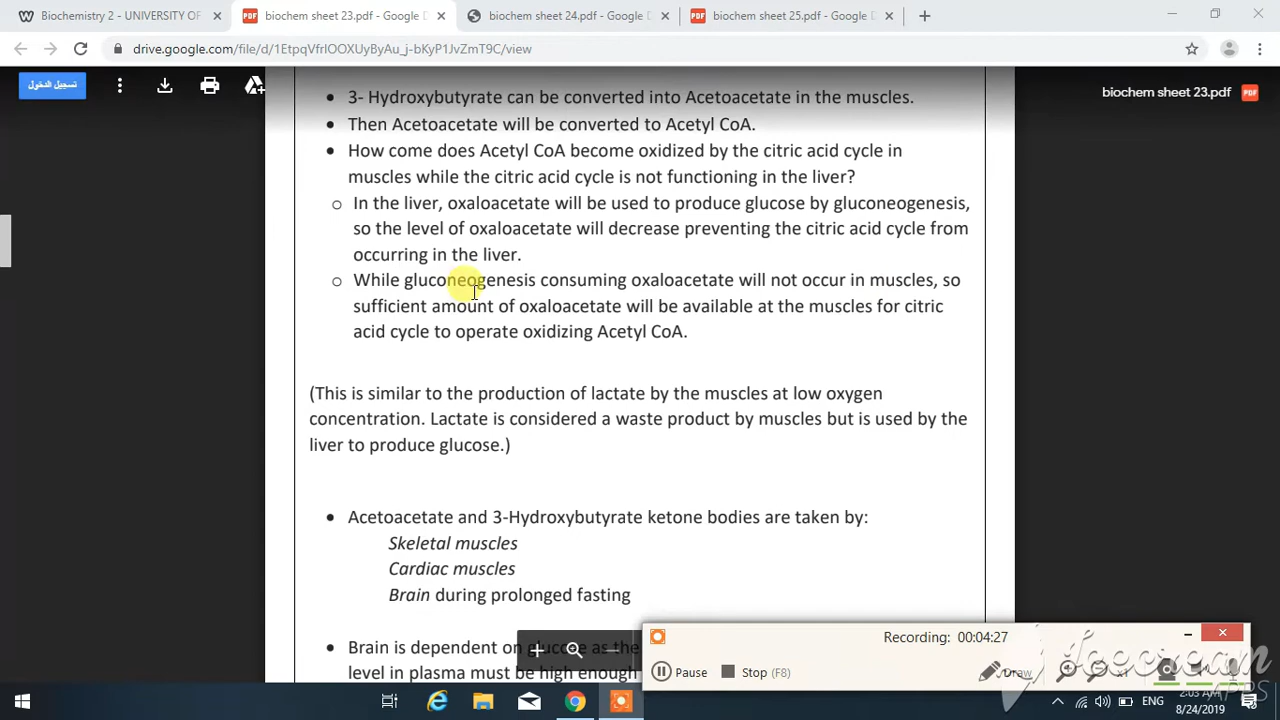 Biochemistry 2 - UNIVERSITY OF
biochem sheet 23.pdf - Google D
biochem sheet 24.pdf - Google D
biochem sheet 25.pdf - Google D
drive.google.com/file/d/1EtpqVfrIOOXUyByAu_j-bKyP1JvZmT9C/view
تسجيل الدخول
biochem sheet 23.pdf
PDF
• 3- Hydroxybutyrate can be converted into Acetoacetate in the muscles.
• Then Acetoacetate will be converted to Acetyl CoA.
• How come does Acetyl CoA become oxidized by the citric acid cycle in
muscles while the citric acid cycle is not functioning in the liver?
o In the liver, oxaloacetate will be used to produce glucose by gluconeogenesis,
so the level of oxaloacetate will decrease preventing the citric acid cycle from
occurring in the liver.
o While gluconeogenesis consuming oxaloacetate will not occur in muscles, so
sufficient amount of oxaloacetate will be available at the muscles for citric
acid cycle to operate oxidizing Acetyl CoA.
(This is similar to the production of lactate by the muscles at low oxygen
concentration. Lactate is considered a waste product by muscles but is used by the
liver to produce glucose.)
• Acetoacetate and 3-Hydroxybutyrate ketone bodies are taken by:
Skeletal muscles
Cardiac muscles
Brain during prolonged fasting
• Brain is dependent on glucose as the
level in plasma must be high enough
Recording: 00:04:27
Pause
Stop (F8)
Draw
x1
Icecream
APPS
ENG
2:03 AM
8/24/2019